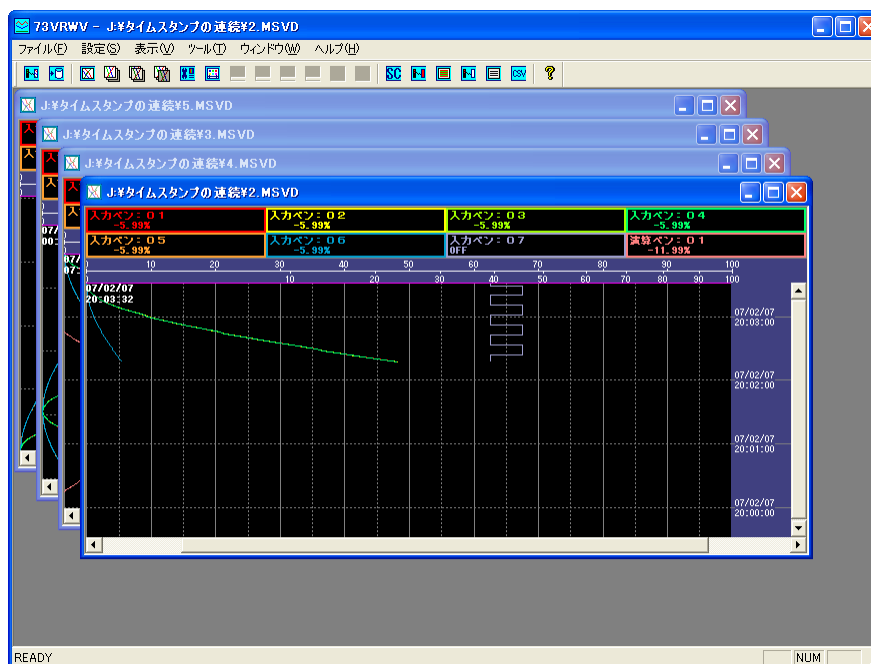 73VRWV - J:¥タイムスタンプの連続¥2.MSVD
ファイル(F) 設定(S) 表示(V) ツール(T) ウィンドウ(W) ヘルプ(H)
SC CSV ?
J:¥タイムスタンプの連続¥5.MSVD
J:¥タイムスタンプの連続¥3.MSVD
J:¥タイムスタンプの連続¥4.MSVD
J:¥タイムスタンプの連続¥2.MSVD
入力ペン:01 入力ペン:02 入力ペン:03 入力ペン:04
-5.99% -5.99% -5.99% -5.99%
入力ペン:05 入力ペン:06 入力ペン:07 演算ペン:01
-5.99% -5.99% OFF -11.99%
0 10 20 30 40 50 60 70 80 90 100
0 10 20 30 40 50 60 70 80 90 100
07/02/07
20:03:32
07/02/07
20:03:00
07/02/07
20:02:00
07/02/07
20:01:00
07/02/07
20:00:00
READY NUM